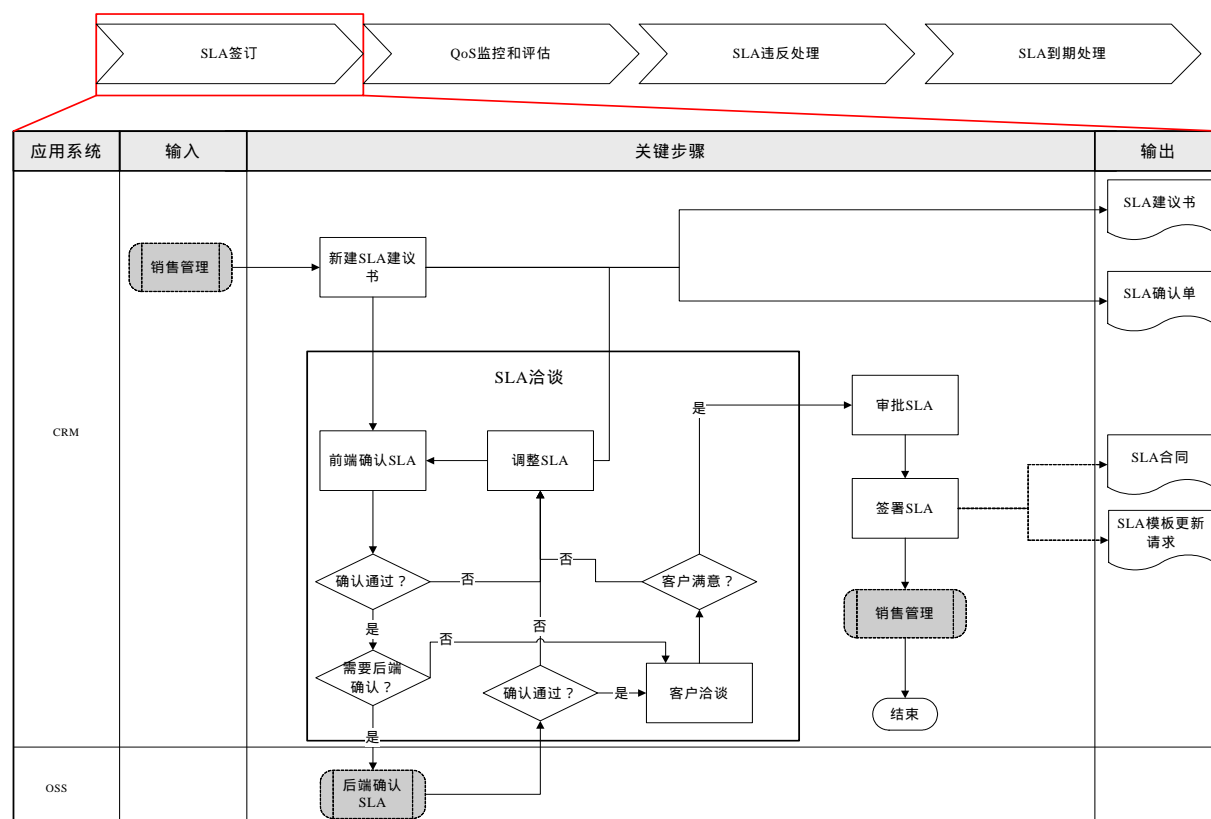 SLA签订
QoS监控和评估
SLA违反处理
SLA到期处理
应用系统
输入
关键步骤
输出
SLA建议书
销售管理
新建SLA建议
书
SLA确认单
SLA洽谈
是
审批SLA
CRM
前端确认SLA
调整SLA
SLA合同
签署SLA
SLA模板更新
请求
确认通过？
否
否
客户满意？
销售管理
是
否
否
需要后端
确认？
确认通过？
是
客户洽谈
结束
是
OSS
后端确认
SLA